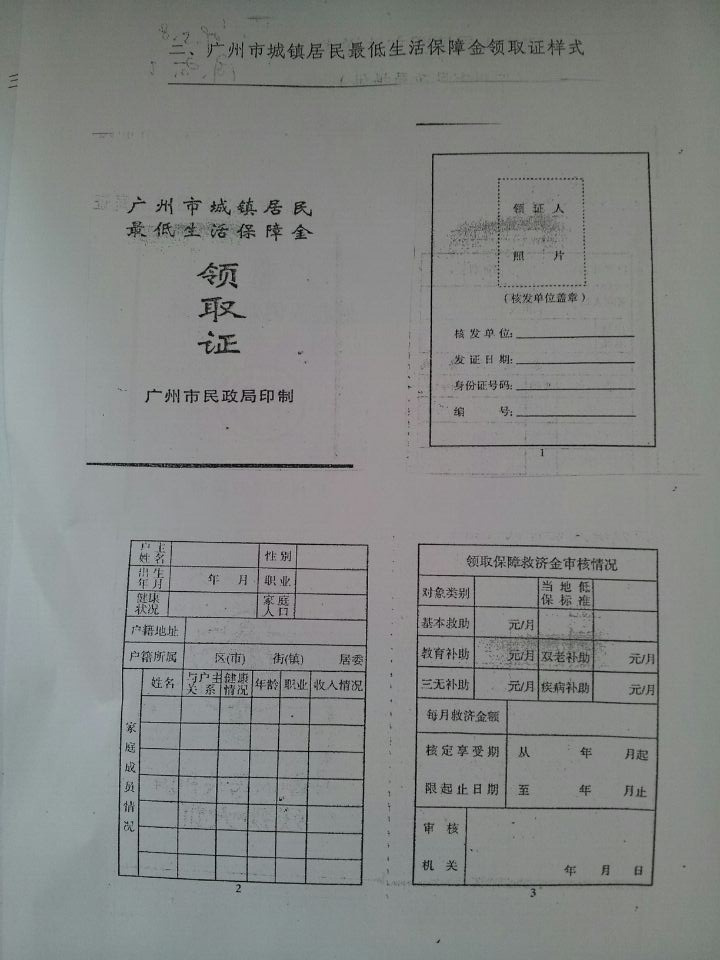 二、广州市城镇居民最低生活保障金领取证样式
广州市城镇居民
最低生活保障金
领
取
证
广州市民政局印制
领 证 人
照 片
（核发单位盖章）
核发单位:
发证日期:
身份证号码:
编 号:
1
户主姓名 性别
出生年月 年 月 职业
健康状况 家庭人口
户籍地址
户籍所属 区(市) 街(镇) 居委
家庭成员情况 姓名 与户主关系 健康情况 年龄 职业 收入情况
2
领取保障救济金审核情况
对象类别 当地低保标准
基本救助 元/月
教育补助 元/月 双老补助 元/月
三无补助 元/月 疾病补助 元/月
每月救济金额
核定享受期 从 年 月起
限起止日期 至 年 月止
审核
机关 年 月 日
3